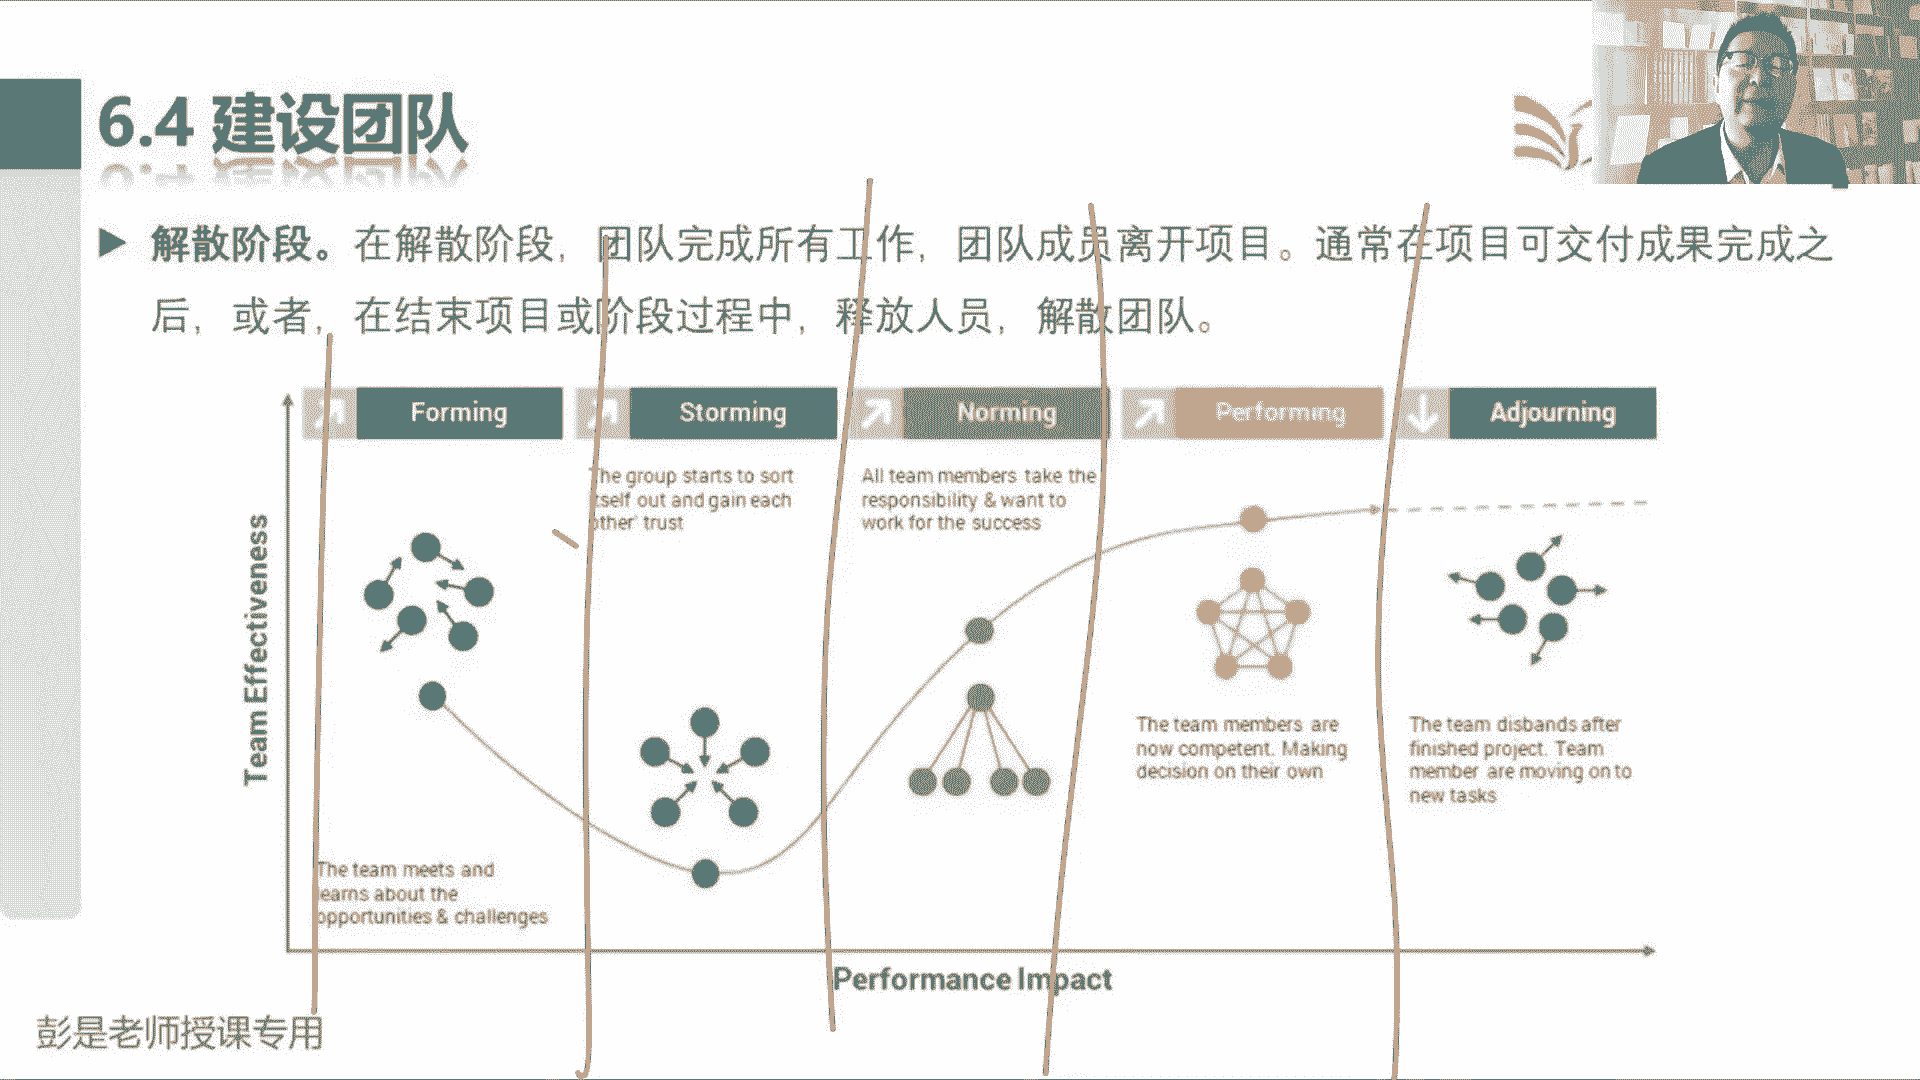 6.4 建设团队
解散阶段。在解散阶段，团队完成所有工作，团队成员离开项目。通常在项目可交付成果完成之
后，或者，在结束项目或阶段过程中，释放人员，解散团队。
Forming
Storming
Norming
Performing
Adjourning
The group starts to sort
itself out and gain each
other' trust
All team members take the
responsibility & want to
work for the success
Team Effectiveness
The team members are
now competent. Making
decision on their own
The team disbands after
finished project. Team
member are moving on to
new tasks
The team meets and
learns about the
opportunities & challenges
Performance Impact
彭是老师授课专用